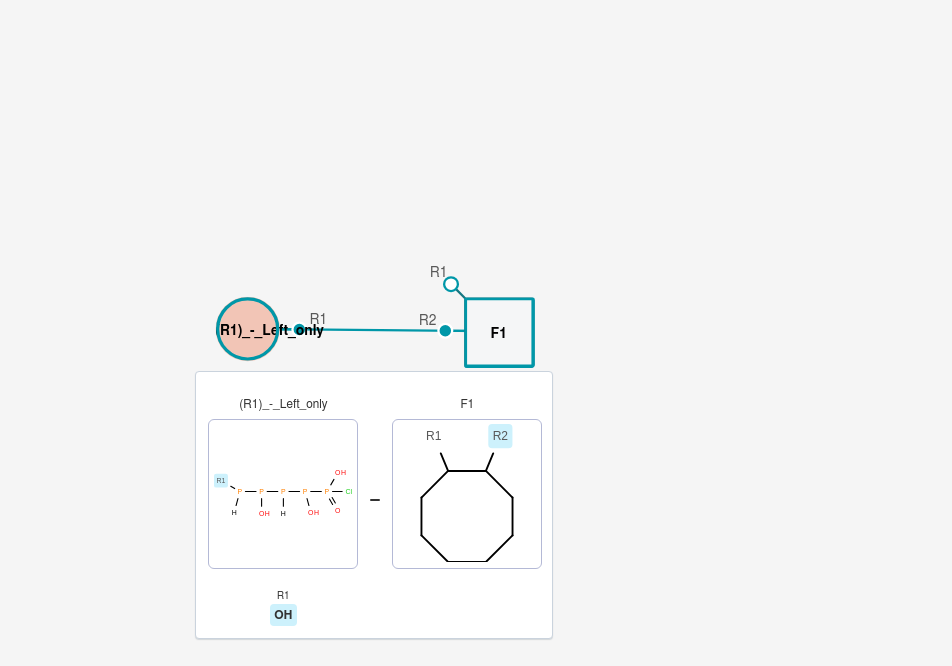 R1
R1
R2
R1)_-_Left_only
F1
(R1)_-_Left_only
F1
R1 R2
OH
R1
P P P P P Cl
H OH H OH O
–
R1
OH